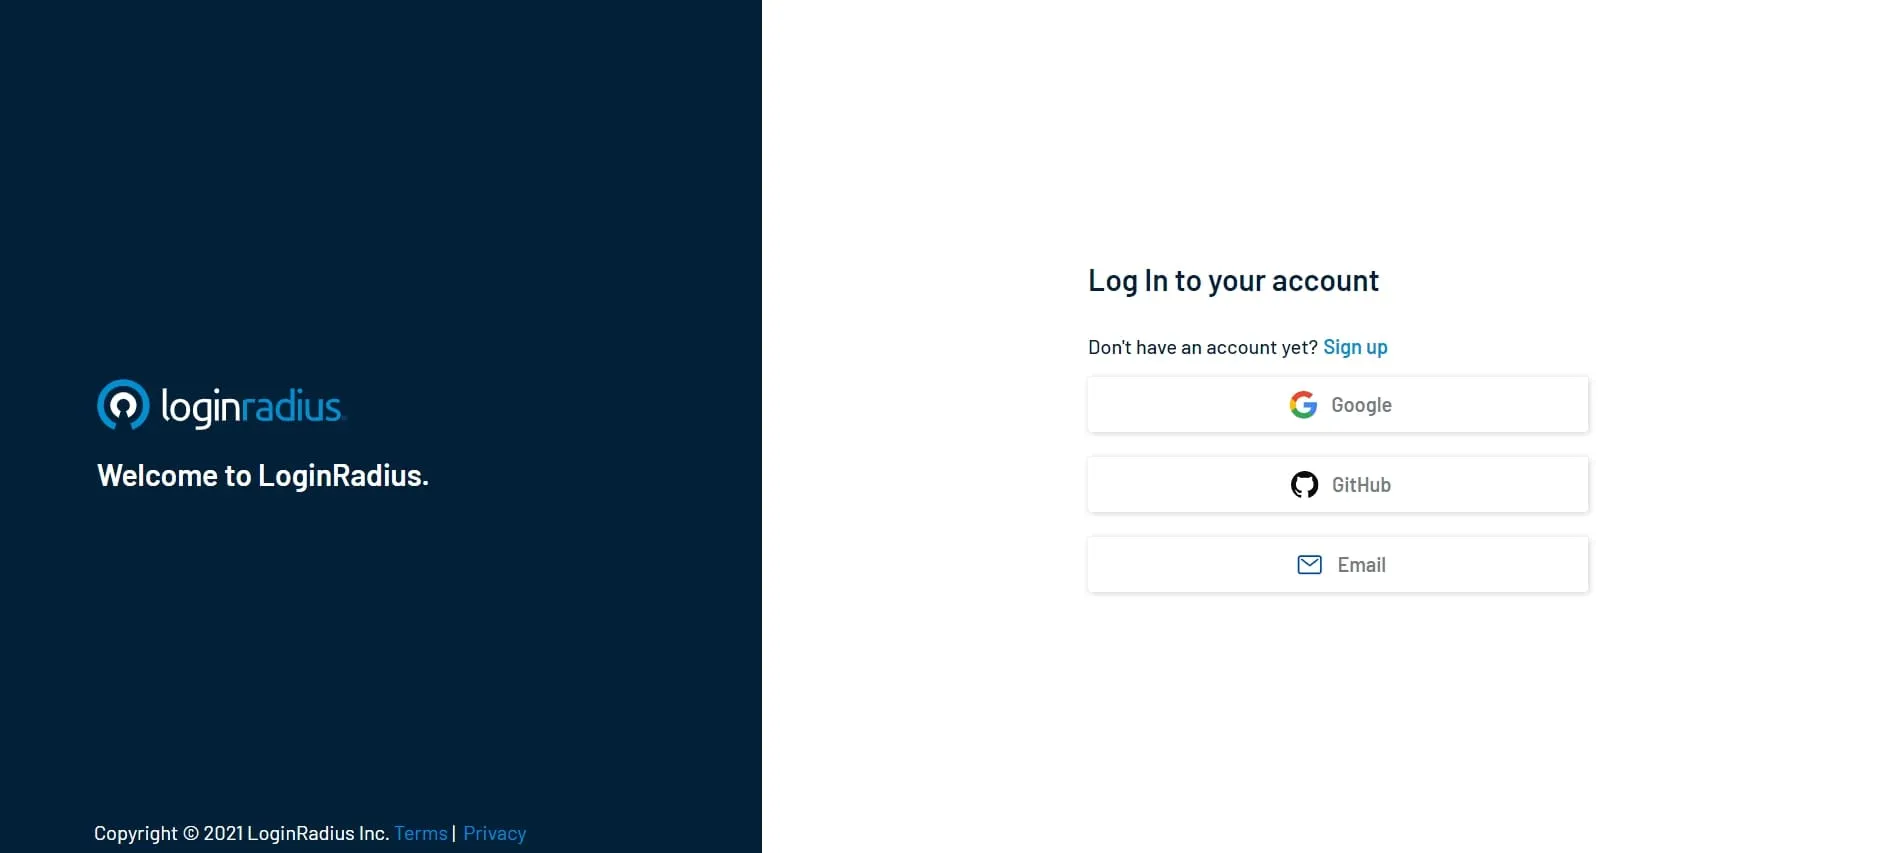 loginradius
Welcome to LoginRadius.
Copyright © 2021 LoginRadius Inc. Terms | Privacy
Log In to your account
Don't have an account yet? Sign up
Google
GitHub
Email